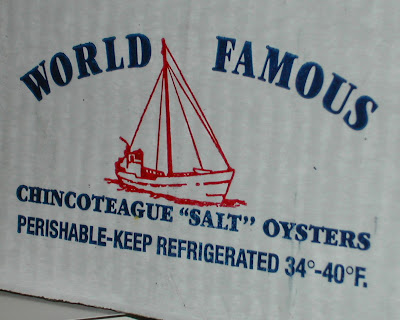 WORLD FAMOUS
CHINCOTEAGUE “SALT” OYSTERS
PERISHABLE-KEEP REFRIGERATED 34°-40°F.